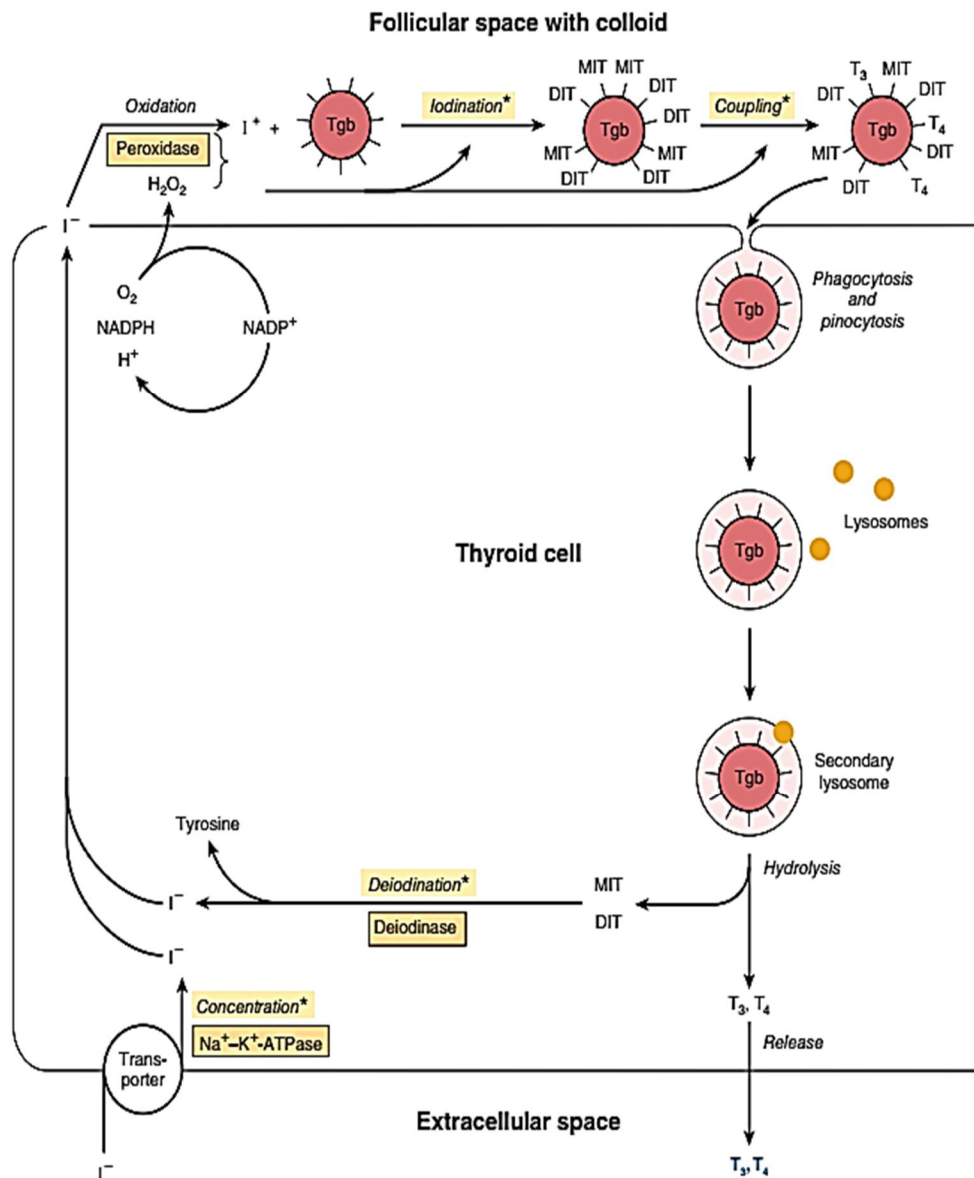 Follicular space with colloid
Oxidation
Peroxidase
H₂O₂
I⁺ +
Tgb
Iodination*
MIT MIT
DIT DIT
DIT
Tgb
MIT MIT
DIT DIT
Coupling*
T₃ MIT
DIT DIT
Tgb T₄
MIT DIT
DIT T₄
I⁻
O₂
NADPH NADP⁺
H⁺
Tgb
Phagocytosis
and
pinocytosis
Thyroid cell
Tgb
Lysosomes
Tgb
Secondary
lysosome
Hydrolysis
Tyrosine
I⁻
Deiodination*
Deiodinase
MIT
DIT
I⁻
Concentration*
Na⁺–K⁺-ATPase
Trans-
porter
T₃, T₄
Release
Extracellular space
I⁻
T₃, T₄